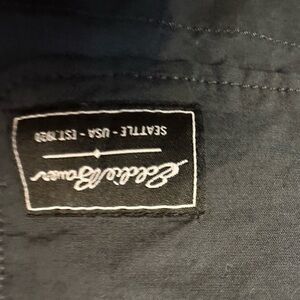 Eddie Bauer
SEATTLE - USA - EST.1920